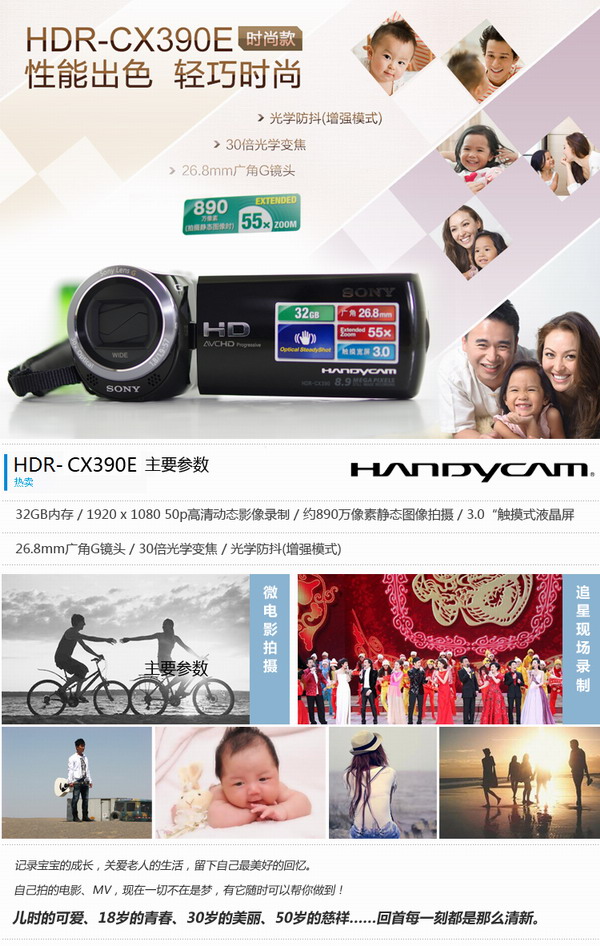 HDR-CX390E 时尚款
性能出色 轻巧时尚
光学防抖(增强模式)
30倍光学变焦
26.8mm广角G镜头
890 EXTENDED
万像素
(拍摄静态图像时) 55x ZOOM
Sony Lens G
WIDE
SONY
SONY
HD
AVCHD Progressive
32GB
广角 26.8mm
Optical SteadyShot
Extended Zoom 55x
触摸宽屏 3.0
HANDYCAM
HDR-CX390 8.9 MEGA PIXELS
HDR- CX390E 主要参数
热卖
HANDYCAM®
32GB内存 / 1920 x 1080 50p高清动态影像录制 / 约890万像素静态图像拍摄 / 3.0“触摸式液晶屏
26.8mm广角G镜头 / 30倍光学变焦 / 光学防抖(增强模式)
主要参数
微电影拍摄
追星现场录制
记录宝宝的成长，关爱老人的生活，留下自己最美好的回忆。
自己拍的电影、MV，现在一切不在是梦，有它随时可以帮你做到！
儿时的可爱、18岁的青春、30岁的美丽、50岁的慈祥......回首每一刻都是那么清新。